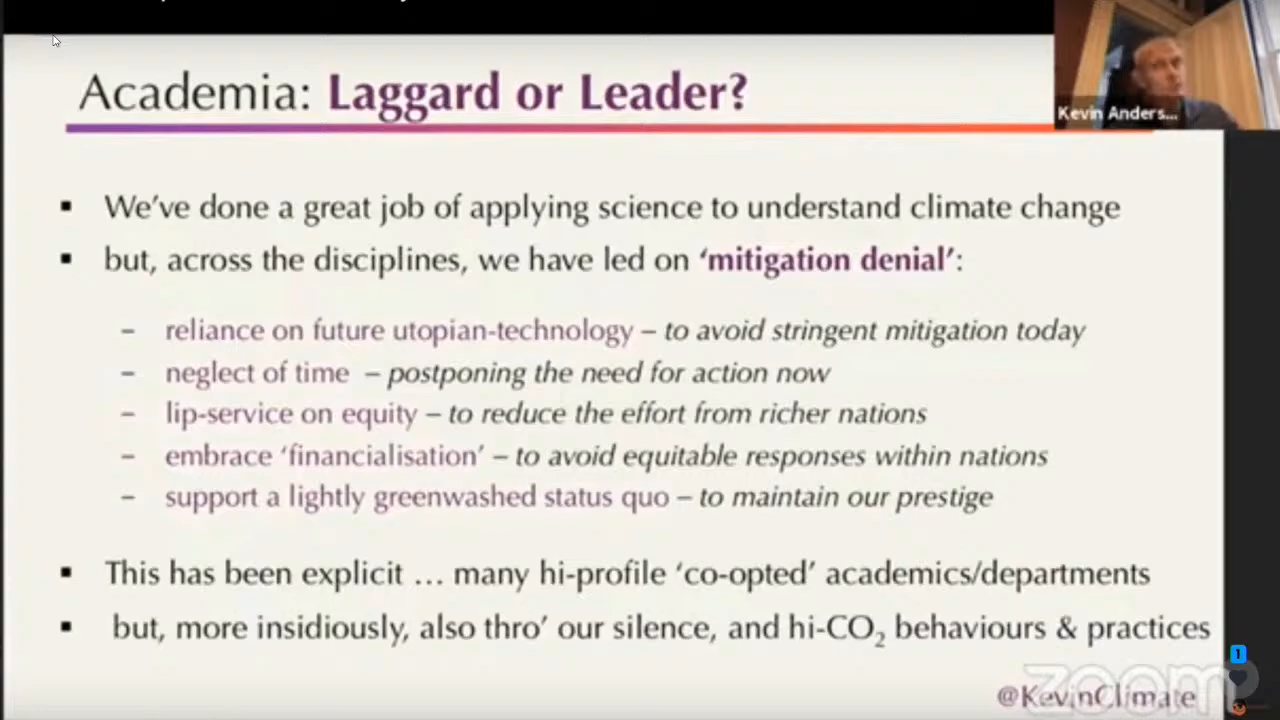 Academia: Laggard or Leader?
Kevin Anders...
▪ We've done a great job of applying science to understand climate change
▪ but, across the disciplines, we have led on 'mitigation denial':
– reliance on future utopian-technology – to avoid stringent mitigation today
– neglect of time – postponing the need for action now
– lip-service on equity – to reduce the effort from richer nations
– embrace 'financialisation' – to avoid equitable responses within nations
– support a lightly greenwashed status quo – to maintain our prestige
▪ This has been explicit … many hi-profile 'co-opted' academics/departments
▪ but, more insidiously, also thro' our silence, and hi-CO₂ behaviours & practices
1
zoom
@KevinClimate